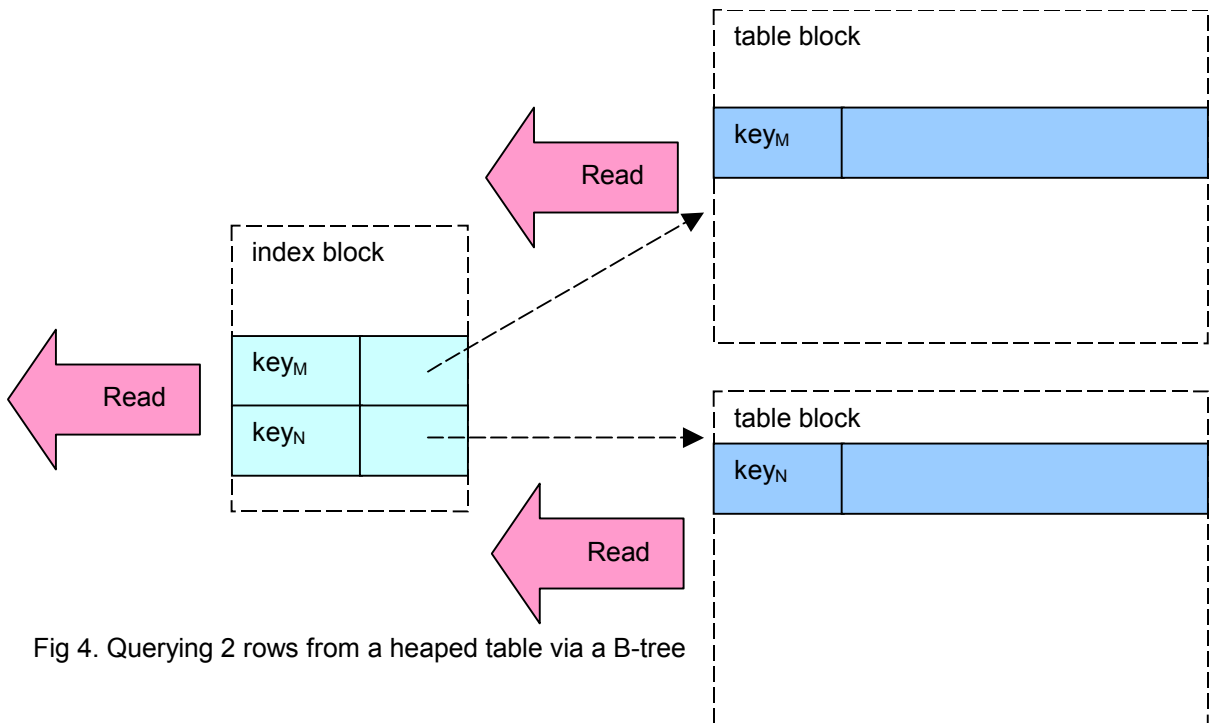 table block
key_M
Read
index block
key_M
Read
key_N
table block
key_N
Read
Fig 4. Querying 2 rows from a heaped table via a B-tree